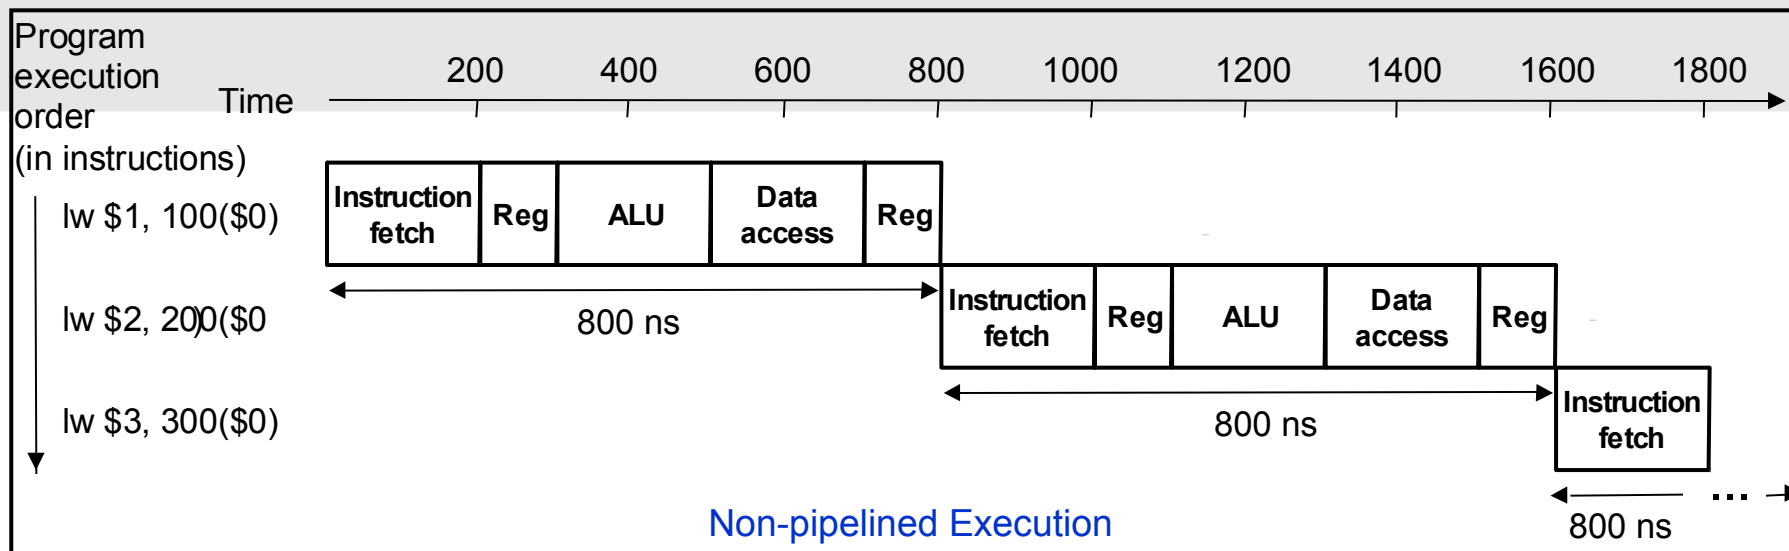 Program
execution
order
(in instructions)
Time
200 400 600 800 1000 1200 1400 1600 1800
lw $1, 100($0)
Instruction
fetch
Reg
ALU
Data
access
Reg
800 ns
lw $2, 200($0)
Instruction
fetch
Reg
ALU
Data
access
Reg
800 ns
lw $3, 300($0)
Instruction
fetch
...
800 ns
Non-pipelined Execution